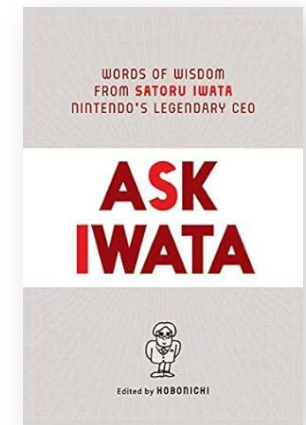 WORDS OF WISDOM
FROM SATORU IWATA
NINTENDO'S LEGENDARY CEO
ASK
IWATA
Edited by HOBONICHI